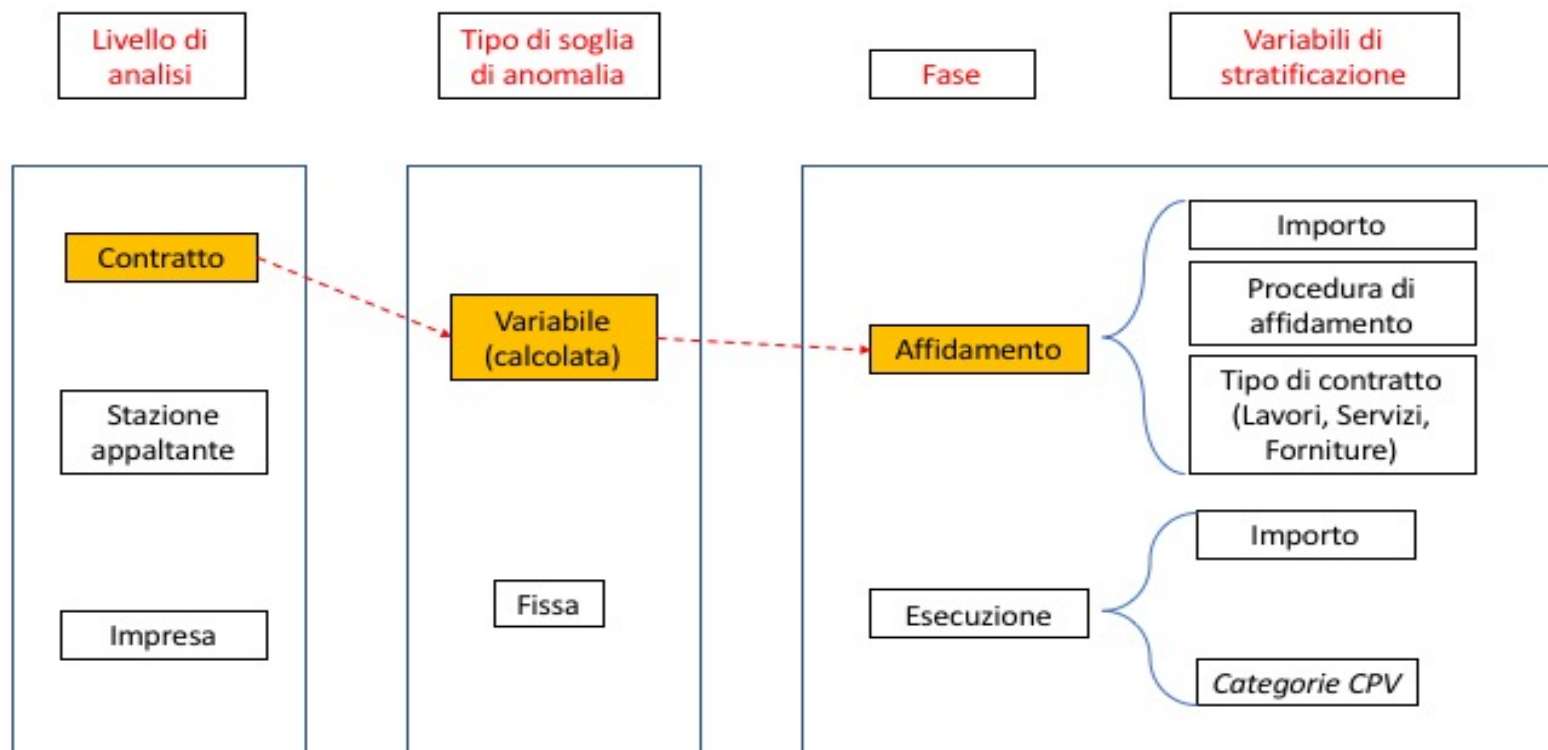 Livello di
analisi
Tipo di soglia
di anomalia
Fase
Variabili di
stratificazione
Contratto
Stazione
appaltante
Impresa
Variabile
(calcolata)
Fissa
Affidamento
Importo
Procedura di
affidamento
Tipo di contratto
(Lavori, Servizi,
Forniture)
Esecuzione
Importo
Categorie CPV